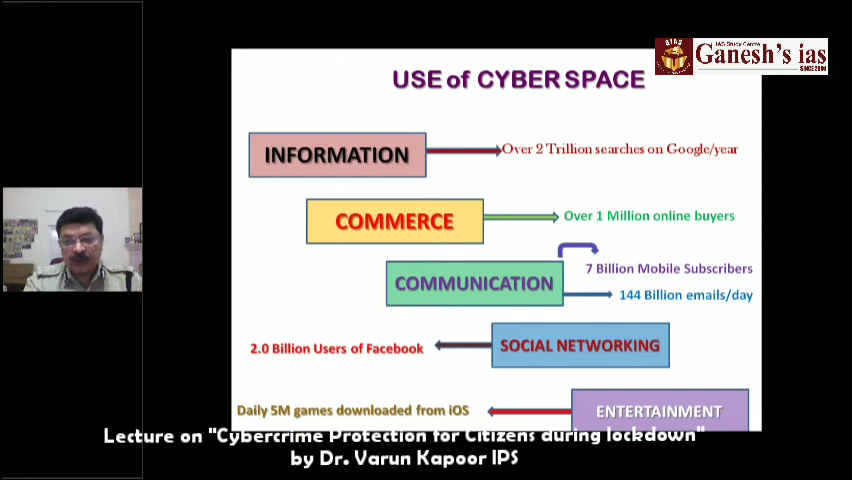 IAS Study Centre
Ganesh's ias
SINCE 2004
USE of CYBER SPACE
INFORMATION
Over 2 Trillion searches on Google/year
COMMERCE
Over 1 Million online buyers
7 Billion Mobile Subscribers
COMMUNICATION
144 Billion emails/day
2.0 Billion Users of Facebook
SOCIAL NETWORKING
Daily 5M games downloaded from iOS
ENTERTAINMENT
Lecture on "Cybercrime Protection for Citizens during lockdown"
by Dr. Varun Kapoor IPS